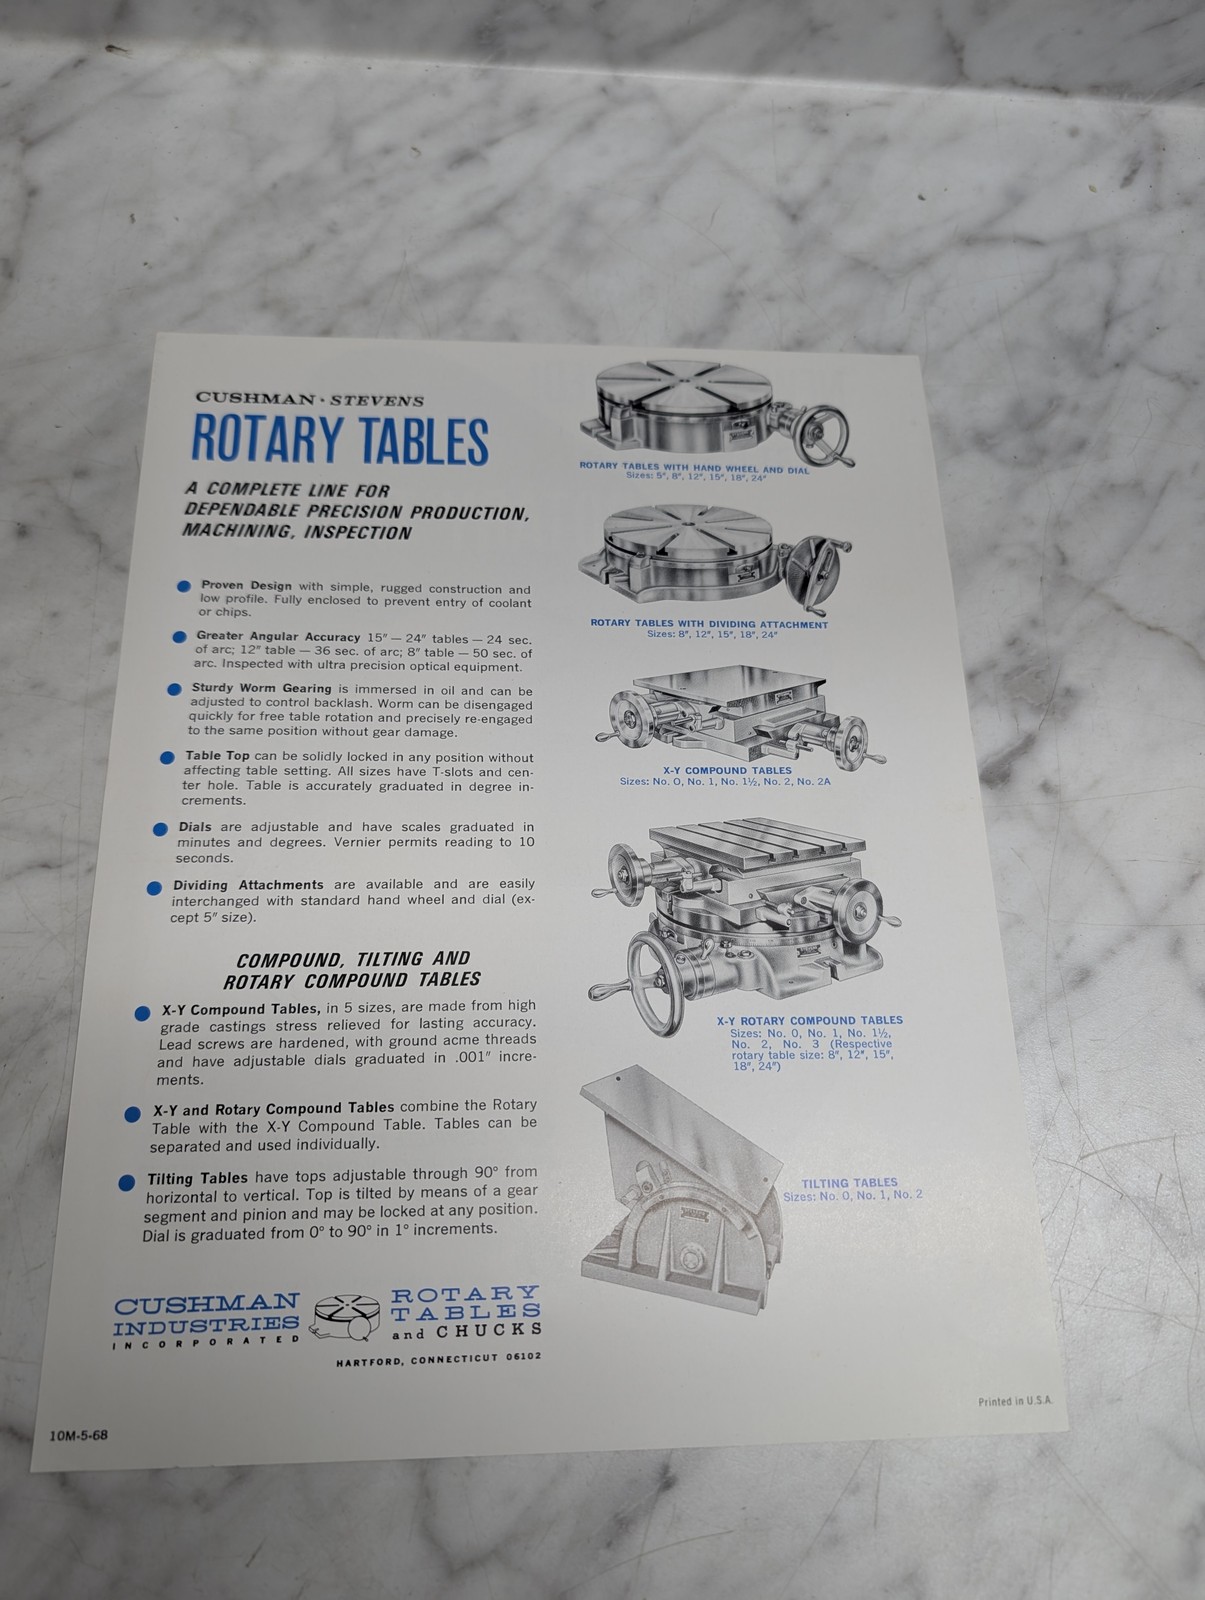 CUSHMAN · STEVENS
ROTARY TABLES
A COMPLETE LINE FOR
DEPENDABLE PRECISION PRODUCTION,
MACHINING, INSPECTION
Proven Design with simple, rugged construction and
low profile. Fully enclosed to prevent entry of coolant
or chips.
Greater Angular Accuracy 15″ — 24″ tables — 24 sec.
of arc; 12″ table — 36 sec. of arc; 8″ table — 50 sec. of
arc. Inspected with ultra precision optical equipment.
Sturdy Worm Gearing is immersed in oil and can be
adjusted to control backlash. Worm can be disengaged
quickly for free table rotation and precisely re-engaged
to the same position without gear damage.
Table Top can be solidly locked in any position without
affecting table setting. All sizes have T-slots and cen-
ter hole. Table is accurately graduated in degree in-
crements.
Dials are adjustable and have scales graduated in
minutes and degrees. Vernier permits reading to 10
seconds.
Dividing Attachments are available and are easily
interchanged with standard hand wheel and dial (ex-
cept 5″ size).
COMPOUND, TILTING AND
ROTARY COMPOUND TABLES
X-Y Compound Tables, in 5 sizes, are made from high
grade castings stress relieved for lasting accuracy.
Lead screws are hardened, with ground acme threads
and have adjustable dials graduated in .001″ incre-
ments.
X-Y and Rotary Compound Tables combine the Rotary
Table with the X-Y Compound Table. Tables can be
separated and used individually.
Tilting Tables have tops adjustable through 90° from
horizontal to vertical. Top is tilted by means of a gear
segment and pinion and may be locked at any position.
Dial is graduated from 0° to 90° in 1° increments.
CUSHMAN
INDUSTRIES
INCORPORATED
ROTARY
TABLES
and CHUCKS
HARTFORD, CONNECTICUT 06102
10M-5-68
ROTARY TABLES WITH HAND WHEEL AND DIAL
Sizes: 5″, 8″, 12″, 15″, 18″, 24″
ROTARY TABLES WITH DIVIDING ATTACHMENT
Sizes: 8″, 12″, 15″, 18″, 24″
X-Y COMPOUND TABLES
Sizes: No. 0, No. 1, No. 1½, No. 2, No. 2A
X-Y ROTARY COMPOUND TABLES
Sizes: No. 0, No. 1, No. 1½,
No. 2, No. 3 (Respective
rotary table size: 8″, 12″, 15″,
18″, 24″)
TILTING TABLES
Sizes: No. 0, No. 1, No. 2
Printed in U.S.A.